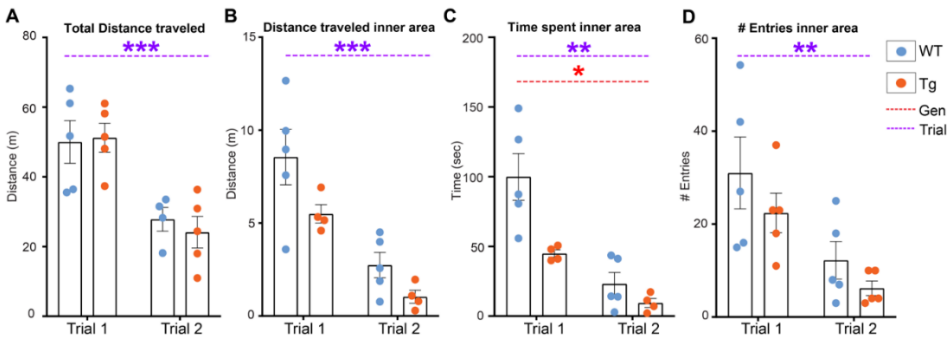 A
Total Distance traveled
***
Distance (m)
80
60
40
20
0
Trial 1
Trial 2
B
Distance traveled inner area
***
Distance (m)
15
10
5
0
Trial 1
Trial 2
C
Time spent inner area
**
*
Time (sec)
200
150
100
50
0
Trial 1
Trial 2
D
# Entries inner area
**
# Entries
60
40
20
0
Trial 1
Trial 2
WT
Tg
Gen
Trial